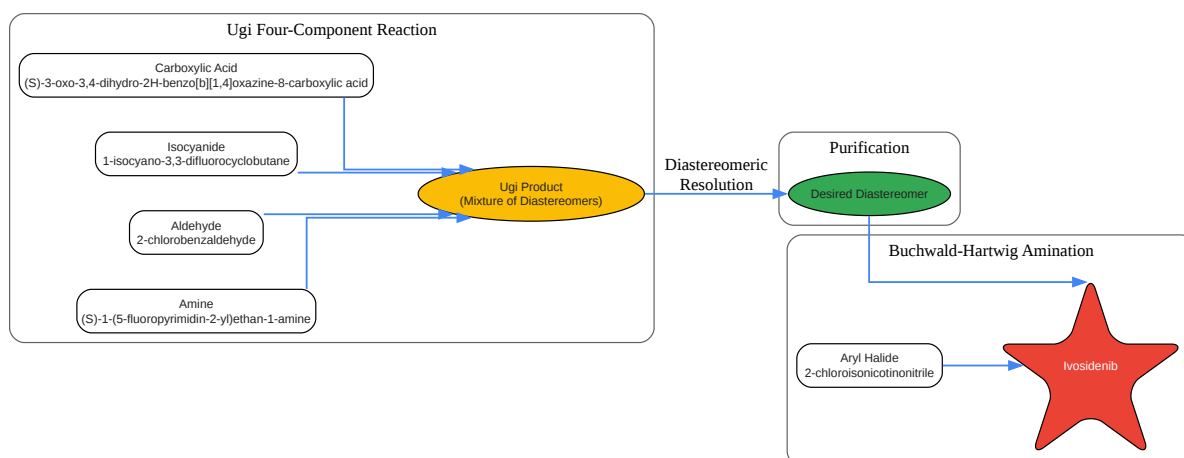 Ugi Four-Component Reaction
Carboxylic Acid
(S)-3-oxo-3,4-dihydro-2H-benzo[b][1,4]oxazine-8-carboxylic acid
Isocyanide
1-isocyano-3,3-difluorocyclobutane
Aldehyde
2-chlorobenzaldehyde
Amine
(S)-1-(5-fluoropyrimidin-2-yl)ethan-1-amine
Ugi Product
(Mixture of Diastereomers)
Diastereomeric
Resolution
Purification
Desired Diastereomer
Buchwald-Hartwig Amination
Aryl Halide
2-chloroisonicotinonitrile
Ivosidenib